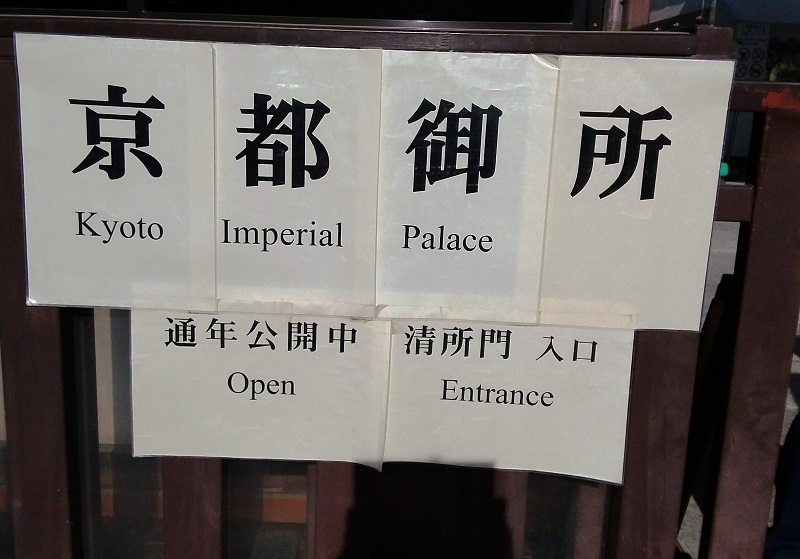 京都御所
Kyoto Imperial Palace
通年公開中 清所門 入口
Open Entrance